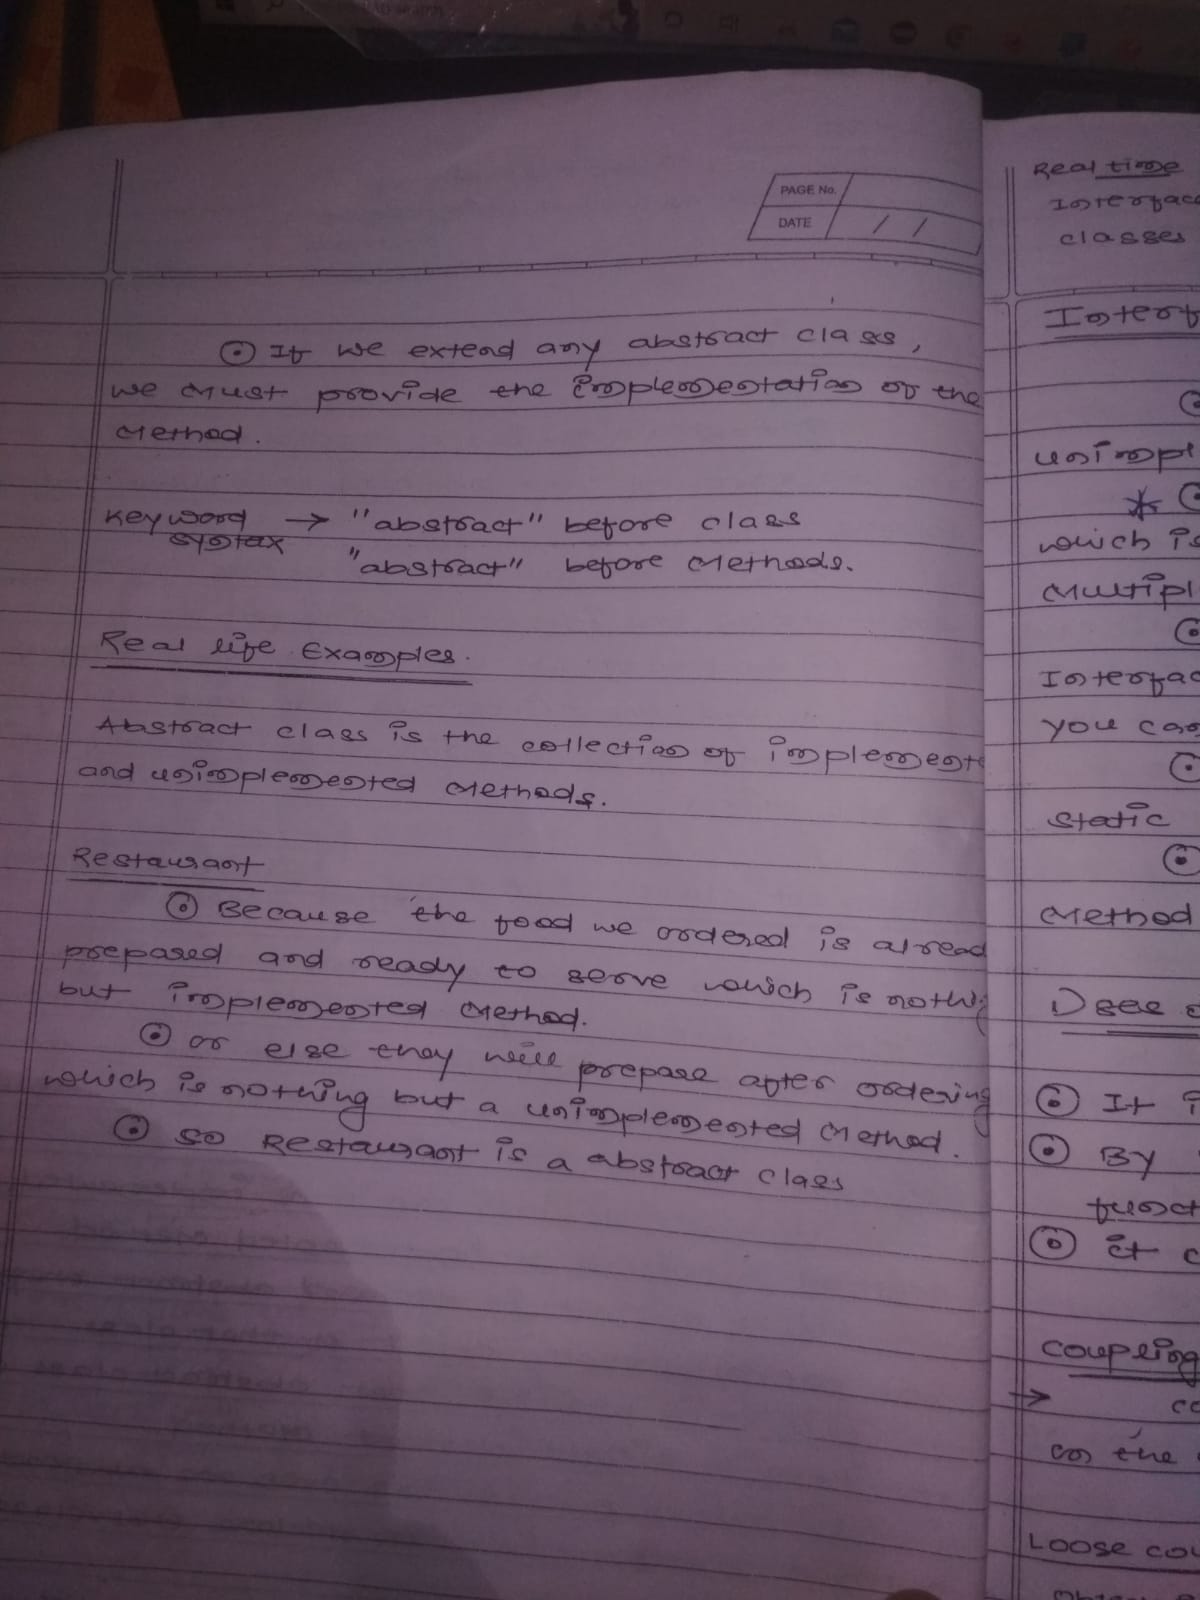 PAGE No.
DATE / /
⊙ If we extend any abstract class,
we must provide the implementation of the
method.
Keyword → "abstract" before class
syntax "abstract" before methods.
Real life Examples.
Abstract class is the collection of implemente
and unimplemented methods.
Restaurant
⊙ Because the food we ordered is alread
prepared and ready to serve which is nothing
but implemented method.
⊙ or else they will prepare after ordering
which is nothing but a unimplemented method.
⊙ so Restaurant is a abstract class
Real time
Interface
classes
Interf
unimpl
*
which is
multipl
Interfac
you can
static
method
⊙ It i
⊙ By
funct
⊙ it c
Coupling
→ co
on the
Loose cou